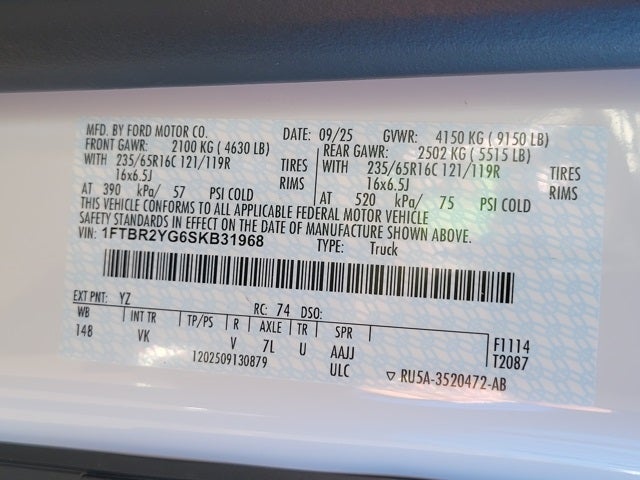 MFD. BY FORD MOTOR CO. DATE: 09/25 GVWR: 4150 KG ( 9150 LB)
FRONT GAWR: 2100 KG ( 4630 LB) REAR GAWR: 2502 KG ( 5515 LB)
WITH 235/65R16C 121/119R TIRES WITH 235/65R16C 121/119R TIRES
16x6.5J RIMS 16x6.5J RIMS
AT 390 kPa/ 57 PSI COLD AT 520 kPa/ 75 PSI COLD
THIS VEHICLE CONFORMS TO ALL APPLICABLE FEDERAL MOTOR VEHICLE
SAFETY STANDARDS IN EFFECT ON THE DATE OF MANUFACTURE SHOWN ABOVE.
VIN: 1FTBR2YG6SKB31968 TYPE: Truck
EXT PNT: YZ RC: 74 DSO:
WB INT TR TP/PS R AXLE TR SPR F1114
148 VK V 7L U AAJJ T2087
1202509130879 ULC ▽ RU5A-3520472-AB